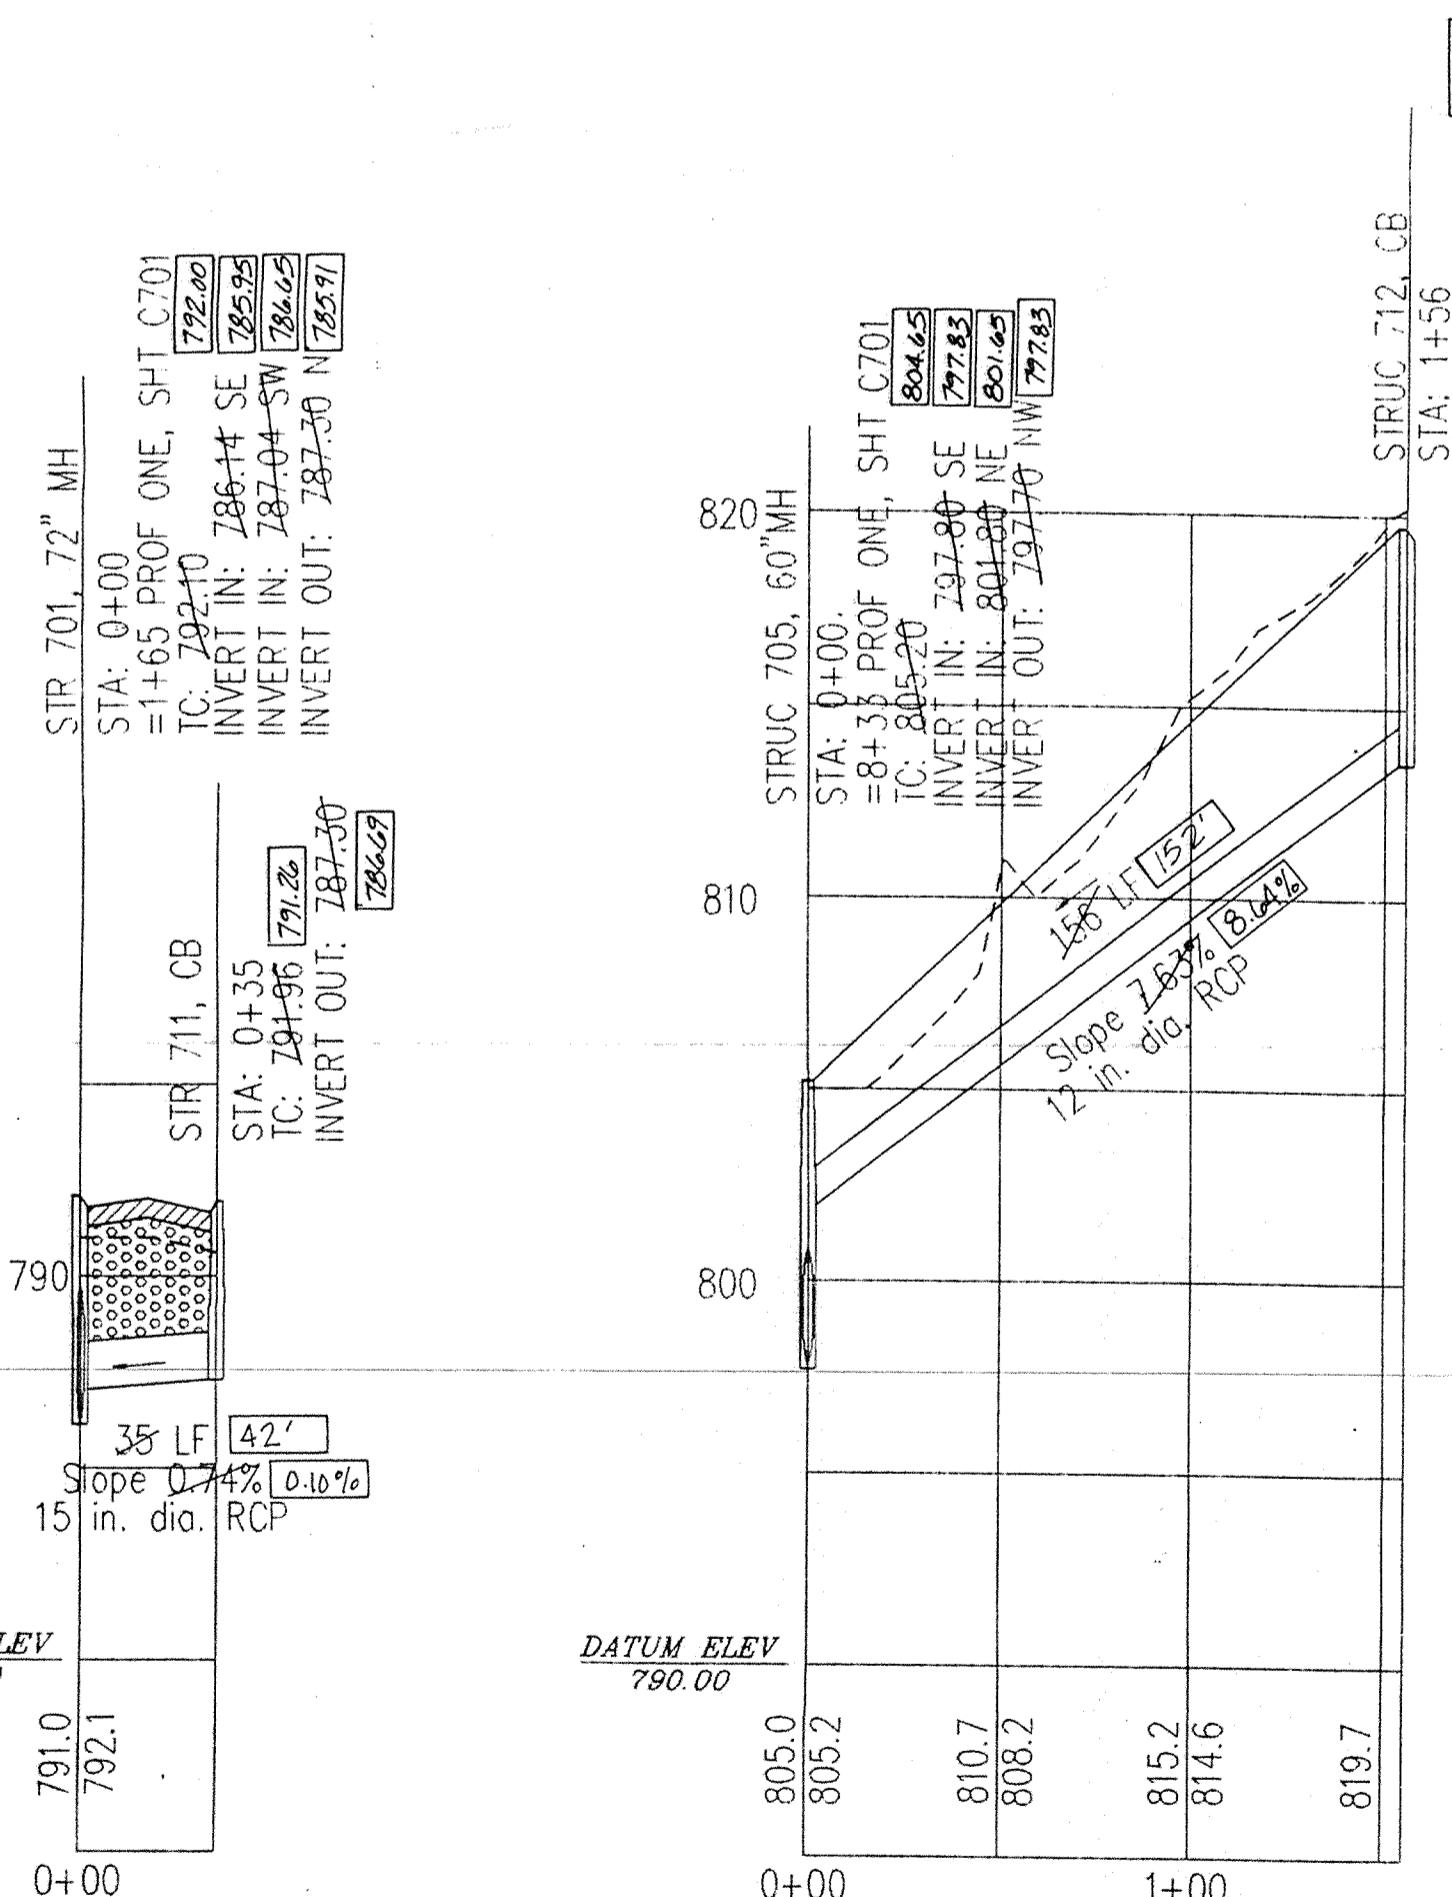 STR 701, 72" MH
STA: 0+00
=1+65 PROF ONE, SHT C701
TC: 792.10 792.00
INVERT IN: 786.14 SE 785.95
INVERT IN: 787.04 SW 786.65
INVERT OUT: 787.30 N 785.91
STR 711, CB
STA: 0+35
TC: 791.96 791.26
INVERT OUT: 787.30 786.69
790
35 LF 42'
Slope 0.74% 0.10%
15 in. dia. RCP
LEV
791.0
792.1
0+00
STRUC 705, 60"MH
STA: 0+00.
=8+33 PROF ONE, SHT C701
TC: 805.20 804.65
INVERT IN: 797.80 SE 797.83
INVERT IN: 801.80 NE 801.65
INVERT OUT: 797.70 NW 797.83
STRUC 712, CB
STA: 1+56
820
810
800
156 LF 152'
Slope 7.63% 8.64%
12 in. dia. RCP
DATUM ELEV
790.00
805.0
805.2
810.7
808.2
815.2
814.6
819.7
0+00
1+00